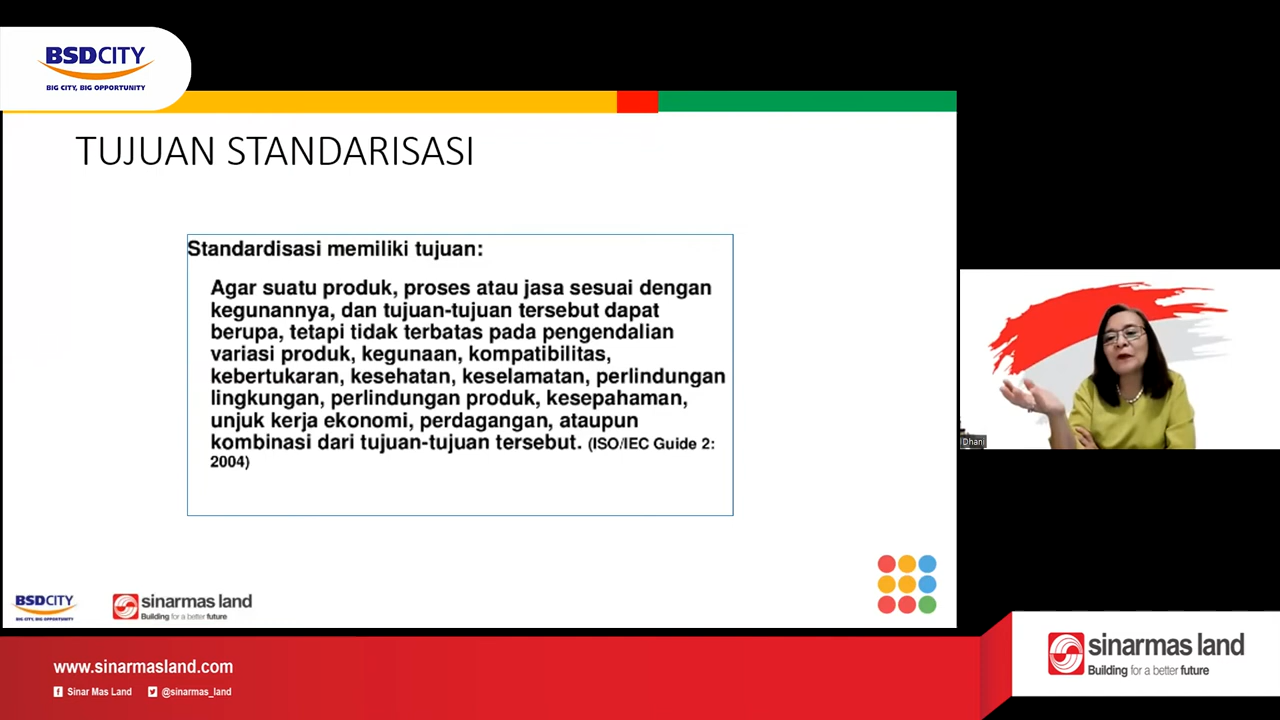 BSDCITY
BIG CITY, BIG OPPORTUNITY
TUJUAN STANDARISASI
Standardisasi memiliki tujuan:
Agar suatu produk, proses atau jasa sesuai dengan
kegunannya, dan tujuan-tujuan tersebut dapat
berupa, tetapi tidak terbatas pada pengendalian
variasi produk, kegunaan, kompatibilitas,
kebertukaran, kesehatan, keselamatan, perlindungan
lingkungan, perlindungan produk, kesepahaman,
unjuk kerja ekonomi, perdagangan, ataupun
kombinasi dari tujuan-tujuan tersebut. (ISO/IEC Guide 2:
2004)
Dhani
BSDCITY
BIG CITY, BIG OPPORTUNITY
sinarmas land
Building for a better future
www.sinarmasland.com
Sinar Mas Land
@sinarmas_land
sinarmas land
Building for a better future